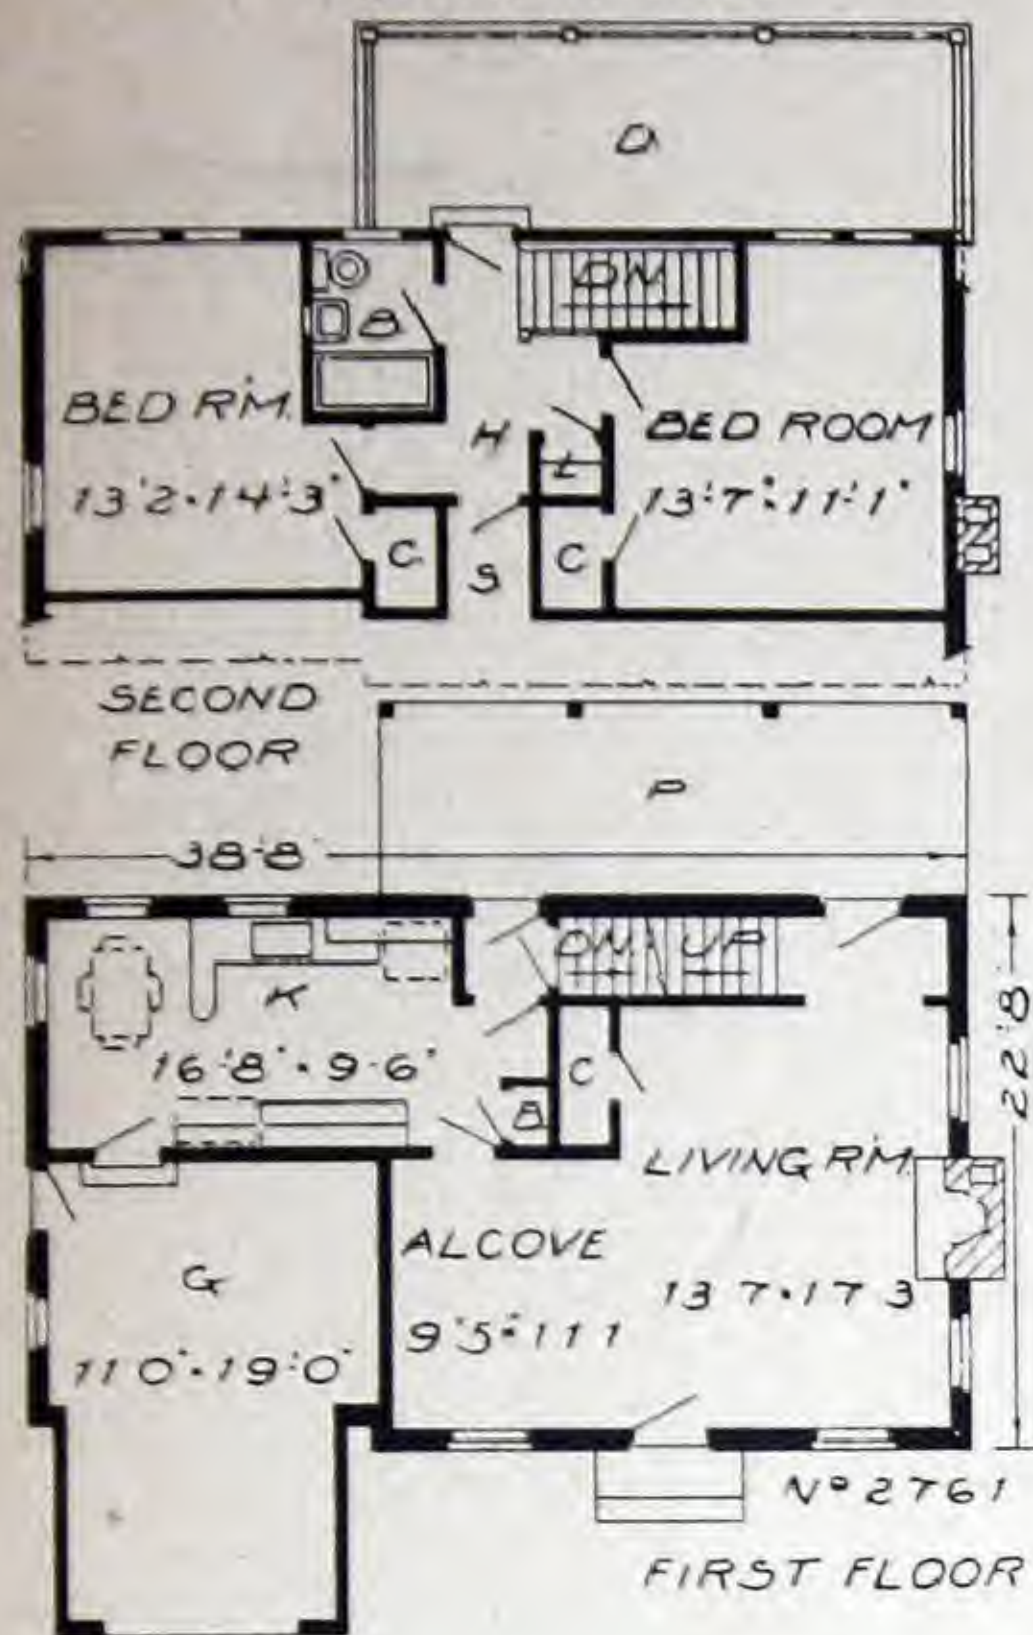 D
DN
B
BED RM.
H
BED ROOM
L
13'2"·14'-3"
13'-7"·11'-1"
C
S
C
SECOND
FLOOR
P
38'-8"
DN UP
K
22'-8"
16'-8"·9'-6"
C
B
LIVING RM.
ALCOVE
G
13 7·17 3
9'5"·11 1
11 0"·19'-0"
Nº 2761
FIRST FLOOR